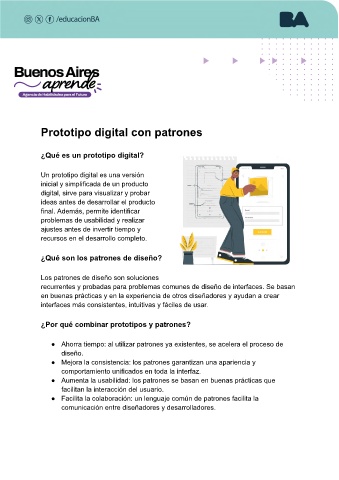 /educacionBA
BA
Buenos Aires
aprende
Agencia de Habilidades para el Futuro
Prototipo digital con patrones
¿Qué es un prototipo digital?
Un prototipo digital es una versión
inicial y simplificada de un producto
digital, sirve para visualizar y probar
ideas antes de desarrollar el producto
final. Además, permite identificar
problemas de usabilidad y realizar
ajustes antes de invertir tiempo y
recursos en el desarrollo completo.
¿Qué son los patrones de diseño?
Los patrones de diseño son soluciones
recurrentes y probadas para problemas comunes de diseño de interfaces. Se basan
en buenas prácticas y en la experiencia de otros diseñadores y ayudan a crear
interfaces más consistentes, intuitivas y fáciles de usar.
¿Por qué combinar prototipos y patrones?
● Ahorra tiempo: al utilizar patrones ya existentes, se acelera el proceso de
diseño.
● Mejora la consistencia: los patrones garantizan una apariencia y
comportamiento unificados en toda la interfaz.
● Aumenta la usabilidad: los patrones se basan en buenas prácticas que
facilitan la interacción del usuario.
● Facilita la colaboración: un lenguaje común de patrones facilita la
comunicación entre diseñadores y desarrolladores.